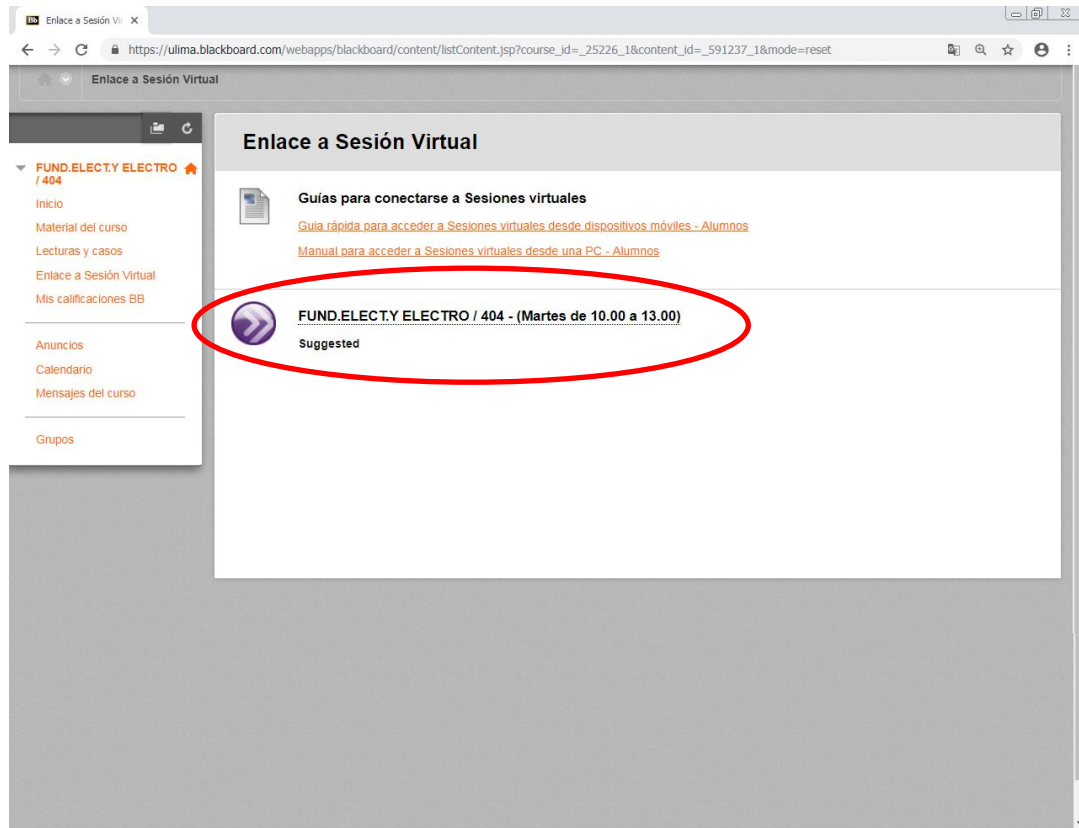 Bb Enlace a Sesión Vi
https://ulima.blackboard.com/webapps/blackboard/content/listContent.jsp?course_id=_25226_1&content_id=_591237_1&mode=reset
Enlace a Sesión Virtual
FUND.ELECT.Y ELECTRO
/ 404
Inicio
Material del curso
Lecturas y casos
Enlace a Sesión Virtual
Mis calificaciones BB
Anuncios
Calendario
Mensajes del curso
Grupos
Enlace a Sesión Virtual
Guías para conectarse a Sesiones virtuales
Guia rápida para acceder a Sesiones virtuales desde dispositivos móviles - Alumnos
Manual para acceder a Sesiones virtuales desde una PC - Alumnos
FUND.ELECT.Y ELECTRO / 404 - (Martes de 10.00 a 13.00)
Suggested